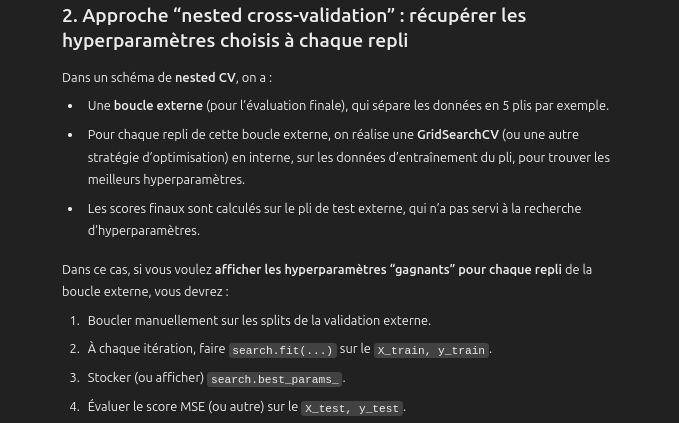 2. Approche “nested cross-validation” : récupérer les
hyperparamètres choisis à chaque repli
Dans un schéma de nested CV, on a :
• Une boucle externe (pour l’évaluation finale), qui sépare les données en 5 plis par exemple.
• Pour chaque repli de cette boucle externe, on réalise une GridSearchCV (ou une autre
stratégie d’optimisation) en interne, sur les données d’entraînement du pli, pour trouver les
meilleurs hyperparamètres.
• Les scores finaux sont calculés sur le pli de test externe, qui n’a pas servi à la recherche
d’hyperparamètres.
Dans ce cas, si vous voulez afficher les hyperparamètres “gagnants” pour chaque repli de la
boucle externe, vous devrez :
1. Boucler manuellement sur les splits de la validation externe.
2. À chaque itération, faire search.fit(...) sur le X_train, y_train.
3. Stocker (ou afficher) search.best_params_.
4. Évaluer le score MSE (ou autre) sur le X_test, y_test.